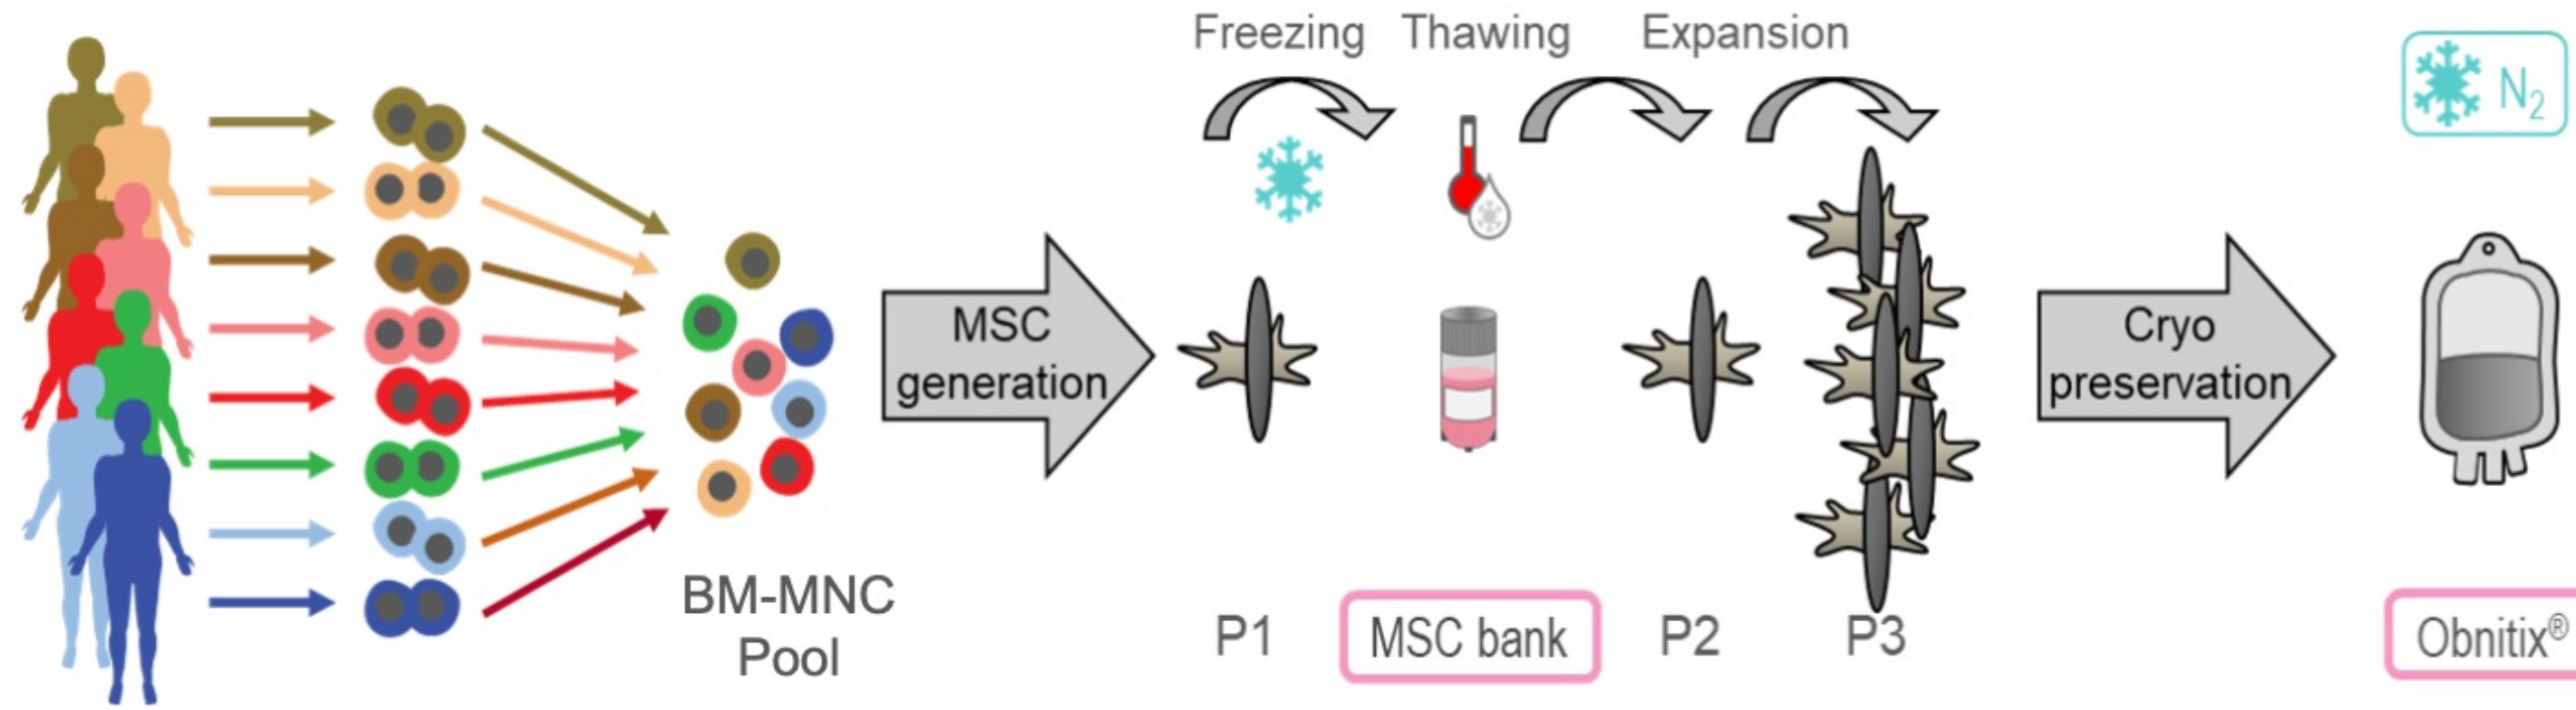 Freezing
Thawing
Expansion
N2
MSC
generation
Cryo
preservation
BM-MNC
Pool
P1
MSC bank
P2
P3
Obnitix®